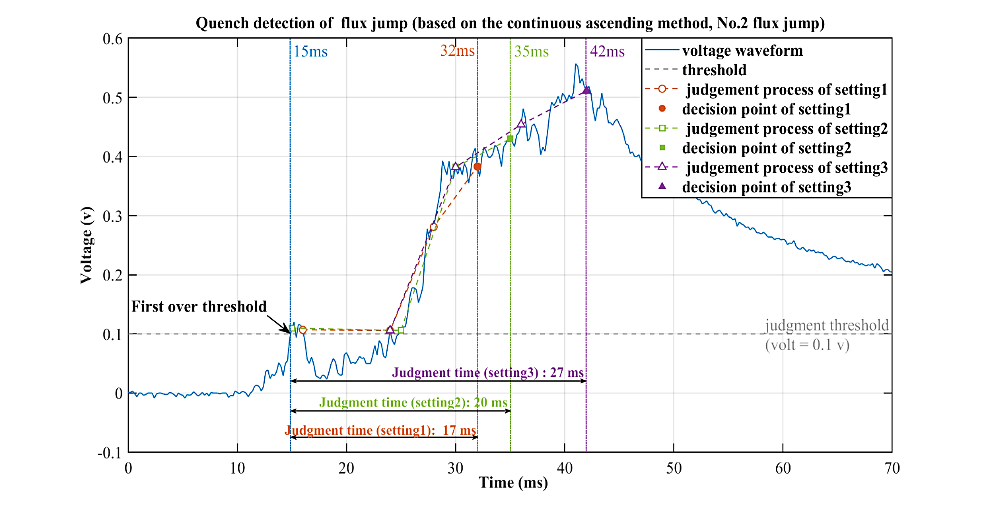 Quench detection of flux jump (based on the continuous ascending method, No.2 flux jump)
0.6
0.5
0.4
0.3
0.2
0.1
0
-0.1
Voltage (v)
15ms
32ms
35ms
42ms
voltage waveform
threshold
judgement process of setting1
decision point of setting1
judgement process of setting2
decision point of setting2
judgement process of setting3
decision point of setting3
First over threshold
judgment threshold
(volt = 0.1 v)
Judgment time (setting3) : 27 ms
Judgment time (setting2): 20 ms
Judgment time (setting1): 17 ms
0 10 20 30 40 50 60 70
Time (ms)